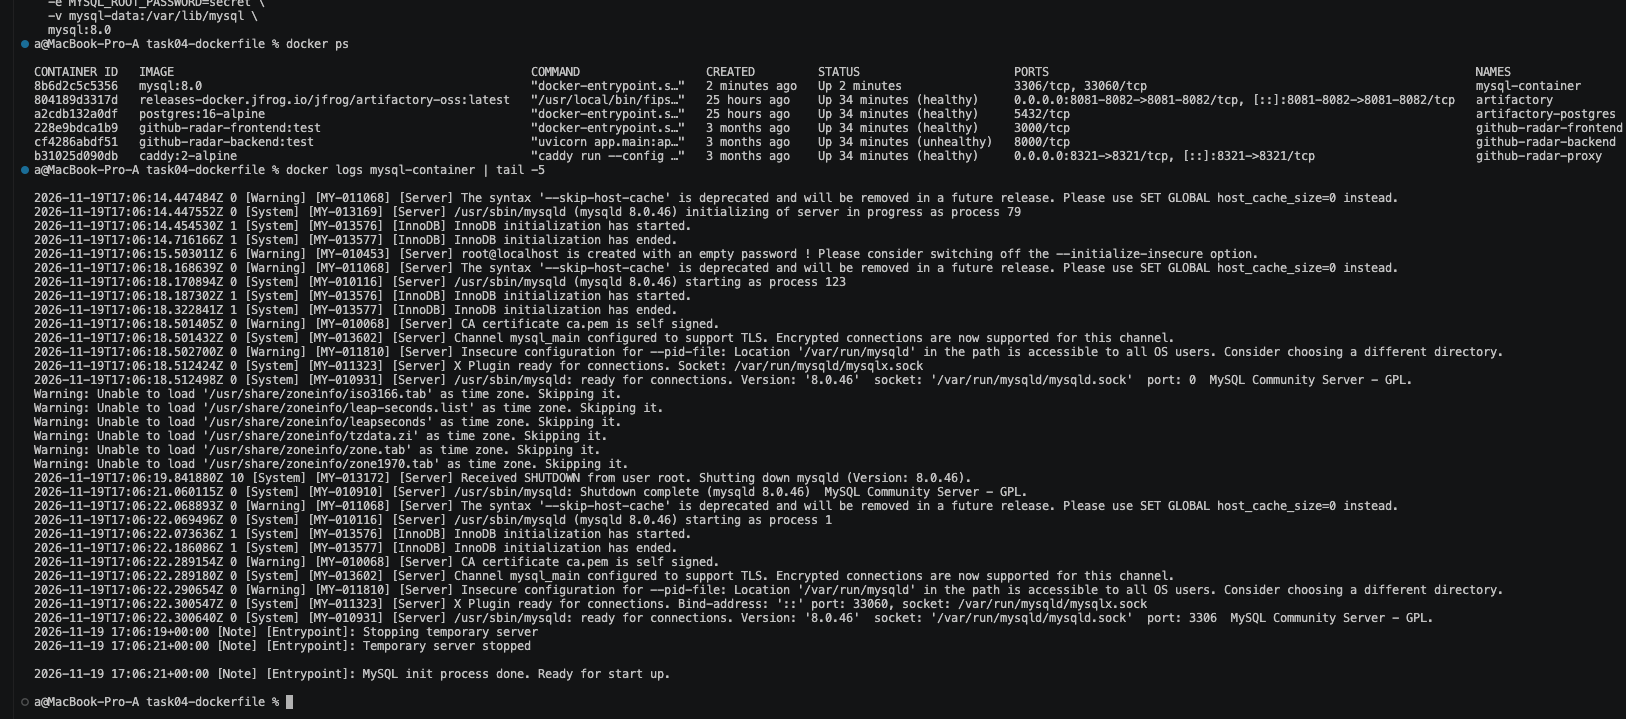 -e MYSQL_ROOT_PASSWORD=secret \
-v mysql-data:/var/lib/mysql \
mysql:8.0
a@MacBook-Pro-A task04-dockerfile % docker ps
CONTAINER ID   IMAGE                                            COMMAND                  CREATED         STATUS                      PORTS                                                           NAMES
8b6d2c5c5356   mysql:8.0                                        "docker-entrypoint.s…"   2 minutes ago   Up 2 minutes                3306/tcp, 33060/tcp                                             mysql-container
804189d3317d   releases-docker.jfrog.io/jfrog/artifactory-oss:latest   "/usr/local/bin/fips…"   25 hours ago    Up 34 minutes (healthy)     0.0.0.0:8081-8082->8081-8082/tcp, [::]:8081-8082->8081-8082/tcp   artifactory
a2cdb132a0df   postgres:16-alpine                               "docker-entrypoint.s…"   25 hours ago    Up 34 minutes (healthy)     5432/tcp                                                        artifactory-postgres
228e9bdca1b9   github-radar-frontend:test                       "docker-entrypoint.s…"   3 months ago    Up 34 minutes (healthy)     3000/tcp                                                        github-radar-frontend
cf4286abdf51   github-radar-backend:test                        "uvicorn app.main:ap…"   3 months ago    Up 34 minutes (unhealthy)   8000/tcp                                                        github-radar-backend
b31025d090db   caddy:2-alpine                                   "caddy run --config …"   3 months ago    Up 34 minutes (healthy)     0.0.0.0:8321->8321/tcp, [::]:8321->8321/tcp                     github-radar-proxy
a@MacBook-Pro-A task04-dockerfile % docker logs mysql-container | tail -5
2026-11-19T17:06:14.447484Z 0 [Warning] [MY-011068] [Server] The syntax '--skip-host-cache' is deprecated and will be removed in a future release. Please use SET GLOBAL host_cache_size=0 instead.
2026-11-19T17:06:14.447552Z 0 [System] [MY-013169] [Server] /usr/sbin/mysqld (mysqld 8.0.46) initializing of server in progress as process 79
2026-11-19T17:06:14.454530Z 1 [System] [MY-013576] [InnoDB] InnoDB initialization has started.
2026-11-19T17:06:14.716166Z 1 [System] [MY-013577] [InnoDB] InnoDB initialization has ended.
2026-11-19T17:06:15.503011Z 6 [Warning] [MY-010453] [Server] root@localhost is created with an empty password ! Please consider switching off the --initialize-insecure option.
2026-11-19T17:06:18.168639Z 0 [Warning] [MY-011068] [Server] The syntax '--skip-host-cache' is deprecated and will be removed in a future release. Please use SET GLOBAL host_cache_size=0 instead.
2026-11-19T17:06:18.170894Z 0 [System] [MY-010116] [Server] /usr/sbin/mysqld (mysqld 8.0.46) starting as process 123
2026-11-19T17:06:18.187302Z 1 [System] [MY-013576] [InnoDB] InnoDB initialization has started.
2026-11-19T17:06:18.322841Z 1 [System] [MY-013577] [InnoDB] InnoDB initialization has ended.
2026-11-19T17:06:18.501405Z 0 [Warning] [MY-010068] [Server] CA certificate ca.pem is self signed.
2026-11-19T17:06:18.501432Z 0 [System] [MY-013602] [Server] Channel mysql_main configured to support TLS. Encrypted connections are now supported for this channel.
2026-11-19T17:06:18.502700Z 0 [Warning] [MY-011810] [Server] Insecure configuration for --pid-file: Location '/var/run/mysqld' in the path is accessible to all OS users. Consider choosing a different directory.
2026-11-19T17:06:18.512424Z 0 [System] [MY-011323] [Server] X Plugin ready for connections. Socket: /var/run/mysqld/mysqlx.sock
2026-11-19T17:06:18.512498Z 0 [System] [MY-010931] [Server] /usr/sbin/mysqld: ready for connections. Version: '8.0.46'  socket: '/var/run/mysqld/mysqld.sock'  port: 0  MySQL Community Server - GPL.
Warning: Unable to load '/usr/share/zoneinfo/iso3166.tab' as time zone. Skipping it.
Warning: Unable to load '/usr/share/zoneinfo/leap-seconds.list' as time zone. Skipping it.
Warning: Unable to load '/usr/share/zoneinfo/leapseconds' as time zone. Skipping it.
Warning: Unable to load '/usr/share/zoneinfo/tzdata.zi' as time zone. Skipping it.
Warning: Unable to load '/usr/share/zoneinfo/zone.tab' as time zone. Skipping it.
Warning: Unable to load '/usr/share/zoneinfo/zone1970.tab' as time zone. Skipping it.
2026-11-19T17:06:19.841880Z 10 [System] [MY-013172] [Server] Received SHUTDOWN from user root. Shutting down mysqld (Version: 8.0.46).
2026-11-19T17:06:21.060115Z 0 [System] [MY-010910] [Server] /usr/sbin/mysqld: Shutdown complete (mysqld 8.0.46)  MySQL Community Server - GPL.
2026-11-19T17:06:22.068893Z 0 [Warning] [MY-011068] [Server] The syntax '--skip-host-cache' is deprecated and will be removed in a future release. Please use SET GLOBAL host_cache_size=0 instead.
2026-11-19T17:06:22.069496Z 0 [System] [MY-010116] [Server] /usr/sbin/mysqld (mysqld 8.0.46) starting as process 1
2026-11-19T17:06:22.073636Z 1 [System] [MY-013576] [InnoDB] InnoDB initialization has started.
2026-11-19T17:06:22.186086Z 1 [System] [MY-013577] [InnoDB] InnoDB initialization has ended.
2026-11-19T17:06:22.289154Z 0 [Warning] [MY-010068] [Server] CA certificate ca.pem is self signed.
2026-11-19T17:06:22.289180Z 0 [System] [MY-013602] [Server] Channel mysql_main configured to support TLS. Encrypted connections are now supported for this channel.
2026-11-19T17:06:22.290654Z 0 [Warning] [MY-011810] [Server] Insecure configuration for --pid-file: Location '/var/run/mysqld' in the path is accessible to all OS users. Consider choosing a different directory.
2026-11-19T17:06:22.300547Z 0 [System] [MY-011323] [Server] X Plugin ready for connections. Bind-address: '::' port: 33060, socket: /var/run/mysqld/mysqlx.sock
2026-11-19T17:06:22.300640Z 0 [System] [MY-010931] [Server] /usr/sbin/mysqld: ready for connections. Version: '8.0.46'  socket: '/var/run/mysqld/mysqld.sock'  port: 3306  MySQL Community Server - GPL.
2026-11-19 17:06:19+00:00 [Note] [Entrypoint]: Stopping temporary server
2026-11-19 17:06:21+00:00 [Note] [Entrypoint]: Temporary server stopped
2026-11-19 17:06:21+00:00 [Note] [Entrypoint]: MySQL init process done. Ready for start up.
a@MacBook-Pro-A task04-dockerfile %